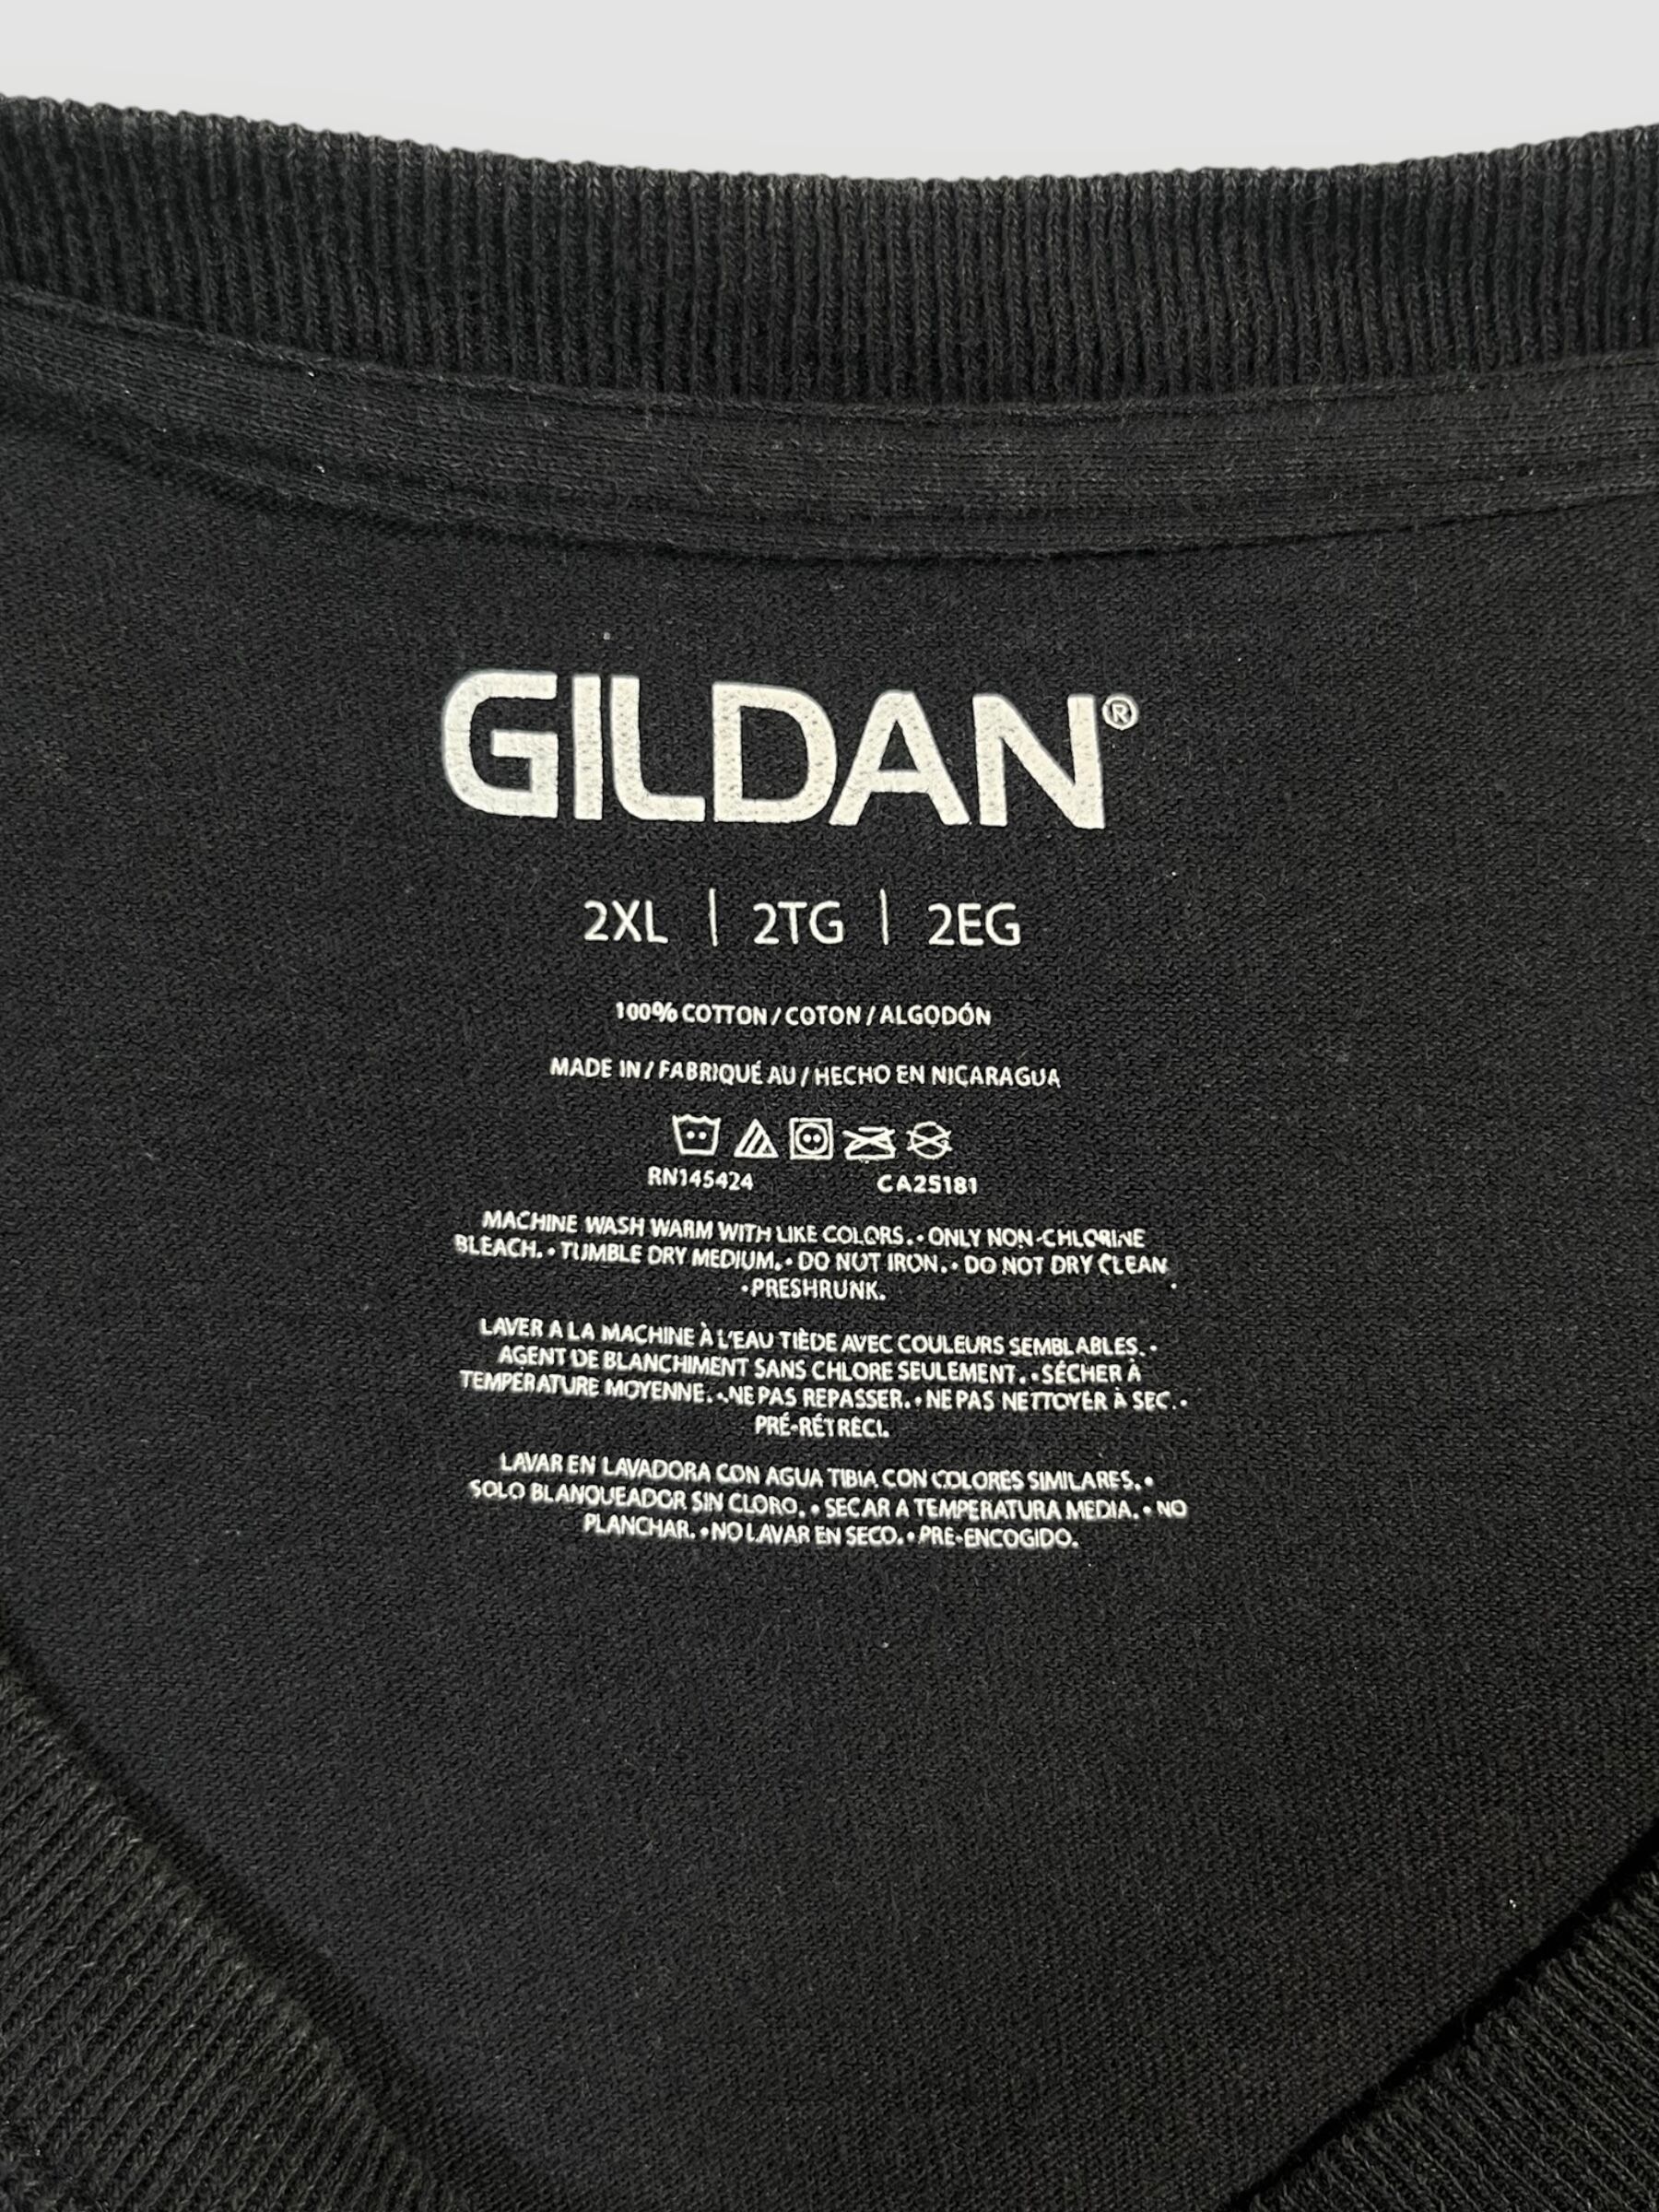 GILDAN®
2XL | 2TG | 2EG
100% COTTON / COTON / ALGODÓN
MADE IN / FABRIQUÉ AU / HECHO EN NICARAGUA
RN145424 CA25181
MACHINE WASH WARM WITH LIKE COLORS. • ONLY NON-CHLORINE
BLEACH. • TUMBLE DRY MEDIUM. • DO NOT IRON. • DO NOT DRY CLEAN.
• PRESHRUNK.
LAVER A LA MACHINE À L'EAU TIÈDE AVEC COULEURS SEMBLABLES. •
AGENT DE BLANCHIMENT SANS CHLORE SEULEMENT. • SÉCHER À
TEMPÉRATURE MOYENNE. • NE PAS REPASSER. • NE PAS NETTOYER À SEC. •
PRÉ-RÉTRÉCI.
LAVAR EN LAVADORA CON AGUA TIBIA CON COLORES SIMILARES. •
SOLO BLANQUEADOR SIN CLORO. • SECAR A TEMPERATURA MEDIA. • NO
PLANCHAR. • NO LAVAR EN SECO. • PRE-ENCOGIDO.